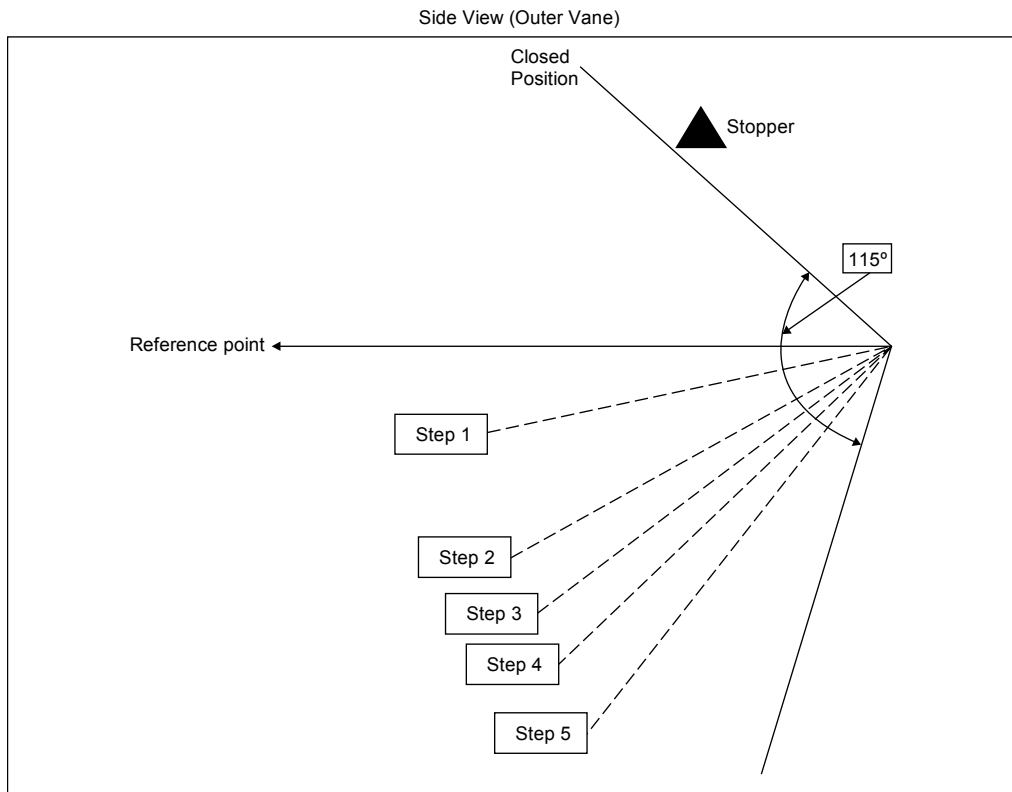 Side View (Outer Vane)
Closed
Position
Stopper
115º
Reference point
Step 1
Step 2
Step 3
Step 4
Step 5